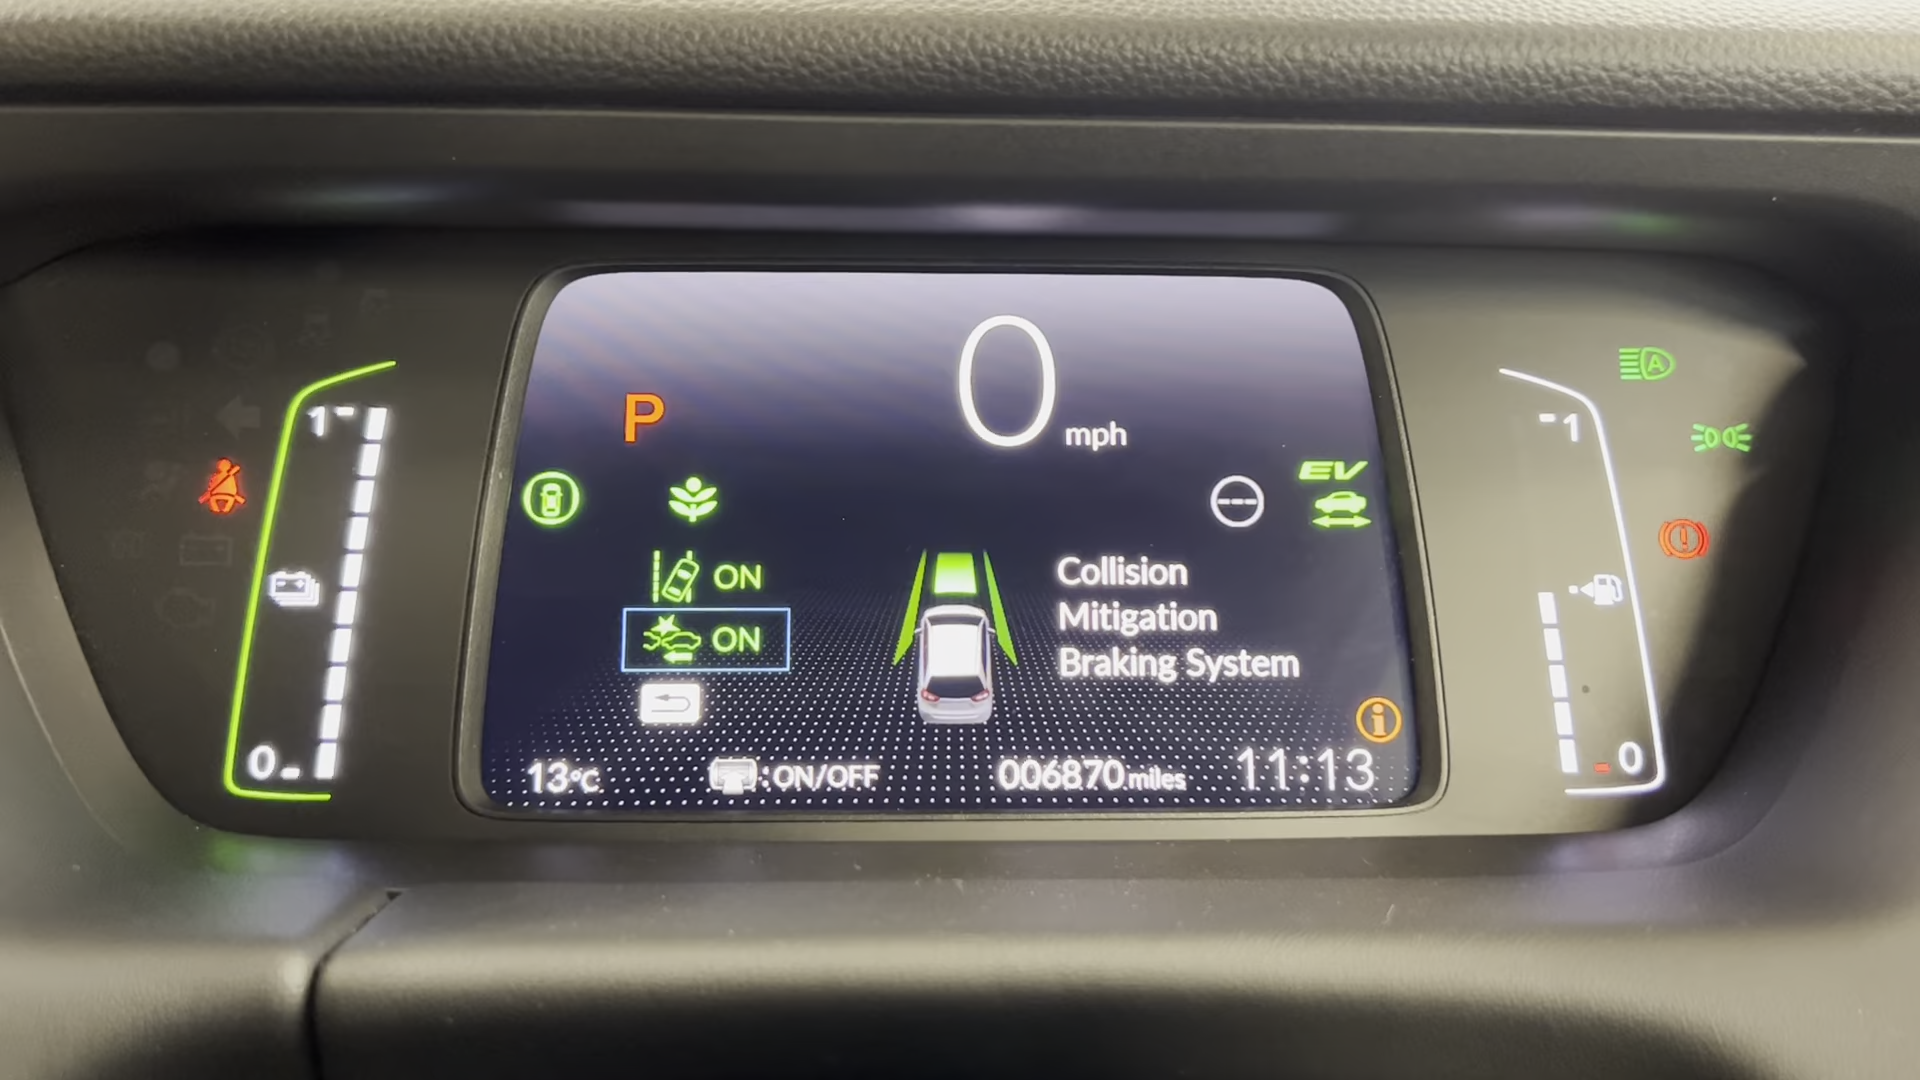 0 mph
P
A
1
-1
EV
ON
Collision
Mitigation
ON
Braking System
i
0
0
13°C
:ON/OFF
006870 miles
11:13